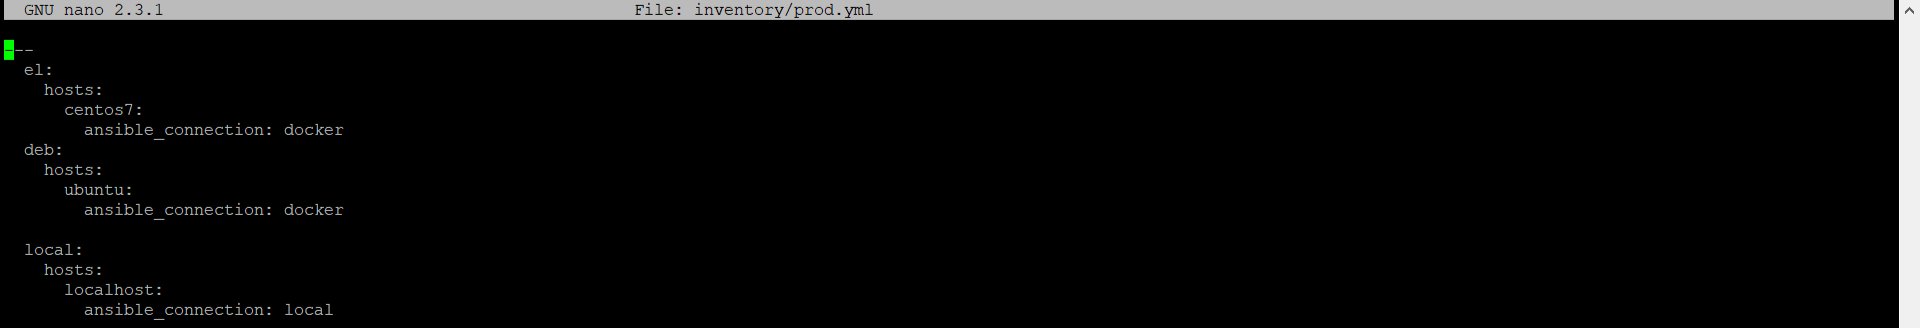 GNU nano 2.3.1 File: inventory/prod.yml
---
  el:
    hosts:
      centos7:
        ansible_connection: docker
  deb:
    hosts:
      ubuntu:
        ansible_connection: docker
  local:
    hosts:
      localhost:
        ansible_connection: local